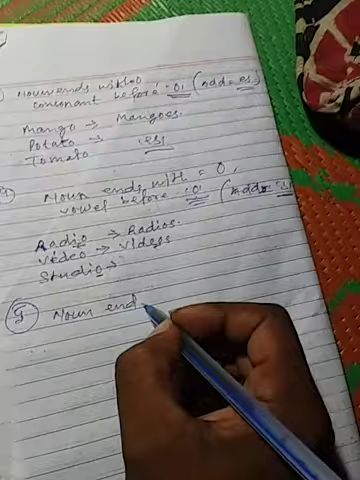 Noun ends with O
consonant before 'O' (Add = es)
Mango → Mangoes.
Potato → 'es'
Tomato
Noun ends with = O,
vowel before 'O' (Add = 's'
Radio → Radios.
Video → Videos
Studio →
5 Noun end